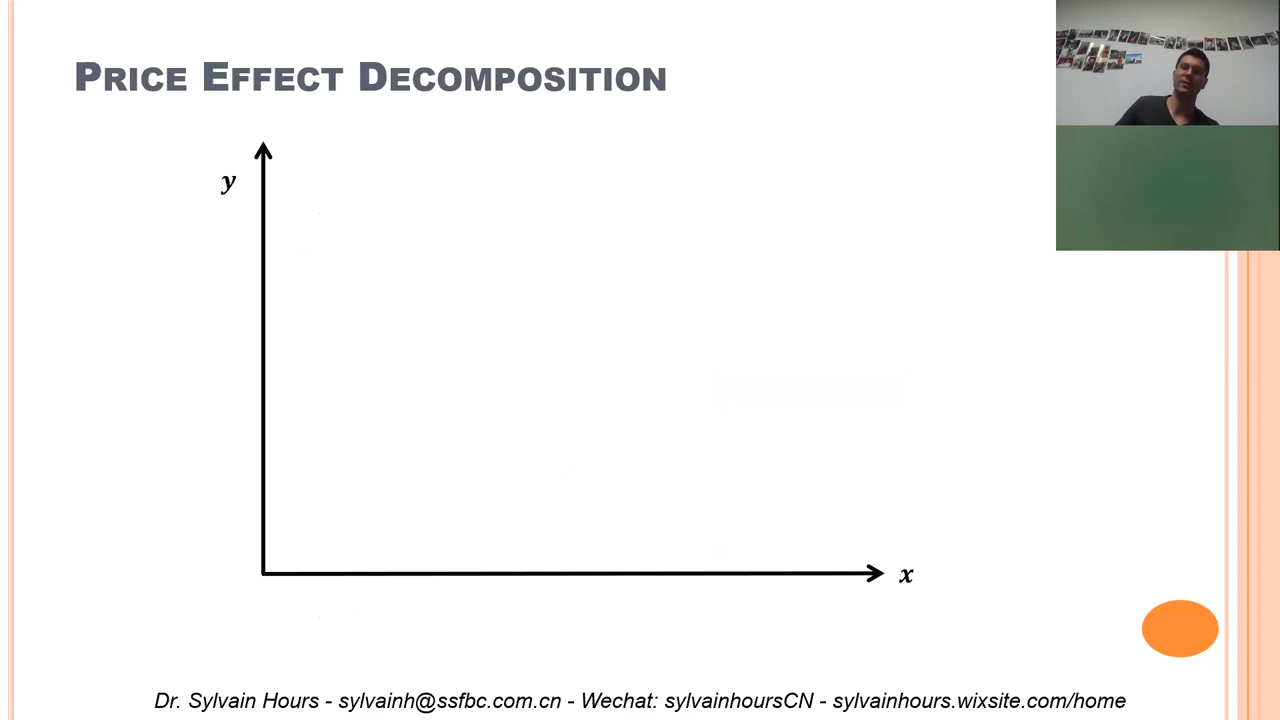 PRICE EFFECT DECOMPOSITION
y
x
Dr. Sylvain Hours - sylvainh@ssfbc.com.cn - Wechat: sylvainhoursCN - sylvainhours.wixsite.com/home